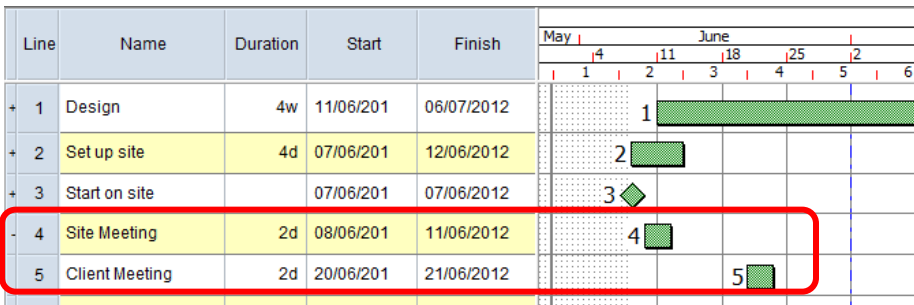 Line Name Duration Start Finish
May June
4 11 18 25 2
1 2 3 4 5 6
+ 1 Design 4w 11/06/201 06/07/2012 1
+ 2 Set up site 4d 07/06/201 12/06/2012 2
+ 3 Start on site 07/06/201 07/06/2012 3
- 4 Site Meeting 2d 08/06/201 11/06/2012 4
5 Client Meeting 2d 20/06/201 21/06/2012 5